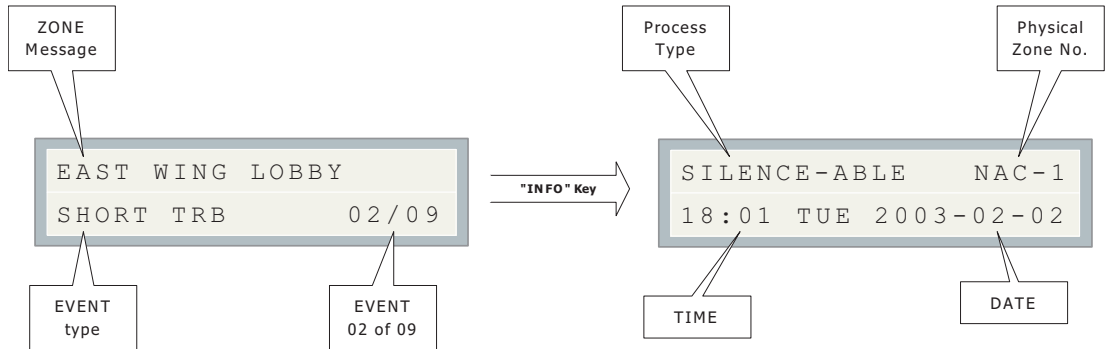 ZONE
Message
EAST WING LOBBY
SHORT TRB 02/09
EVENT
type
EVENT
02 of 09
"INFO" Key
Process
Type
Physical
Zone No.
SILENCE-ABLE NAC-1
18:01 TUE 2003-02-02
TIME
DATE